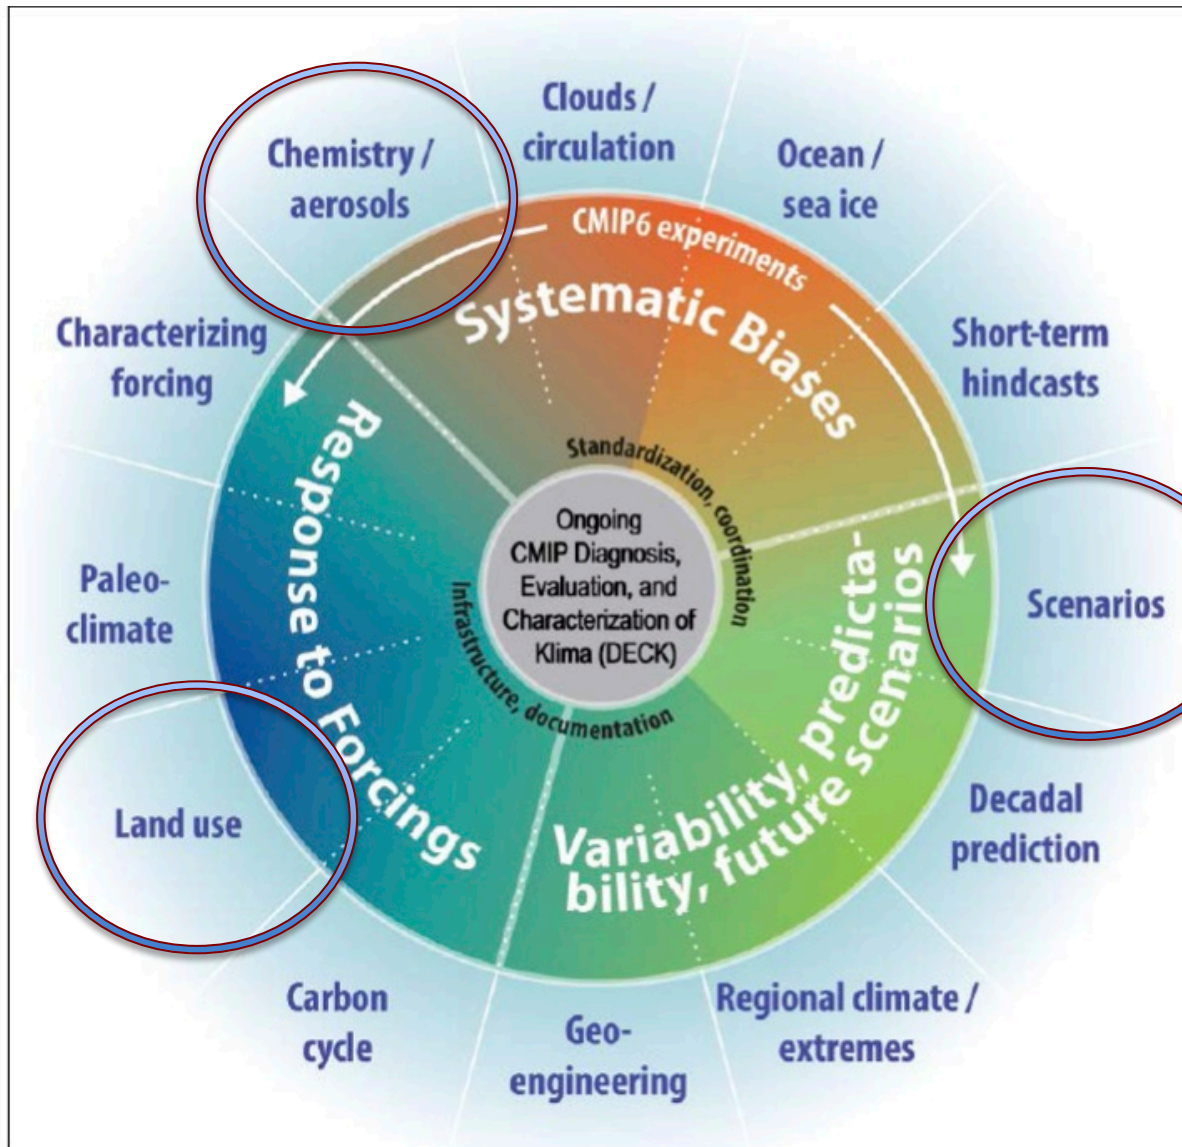 Clouds /
circulation
Chemistry /
aerosols
Ocean /
sea ice
CMIP6 experiments
Systematic Biases
Characterizing
forcing
Short-term
hindcasts
Standardization, coordination
Response to Forcings
Ongoing
CMIP Diagnosis,
Evaluation, and
Characterization of
Klima (DECK)
Infrastructure, documentation
Paleo-
climate
Scenarios
Variability, predicta-
bility, future scenarios
Land use
Decadal
prediction
Carbon
cycle
Geo-
engineering
Regional climate /
extremes